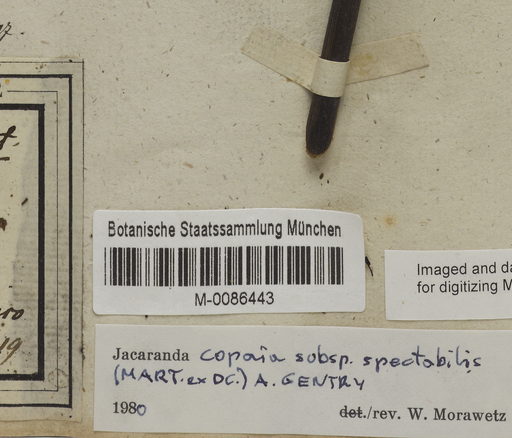 Botanische Staatssammlung München
M-0086443
Imaged and da
for digitizing M
Jacaranda copaia subsp. spectabilis
(MART. ex DC.) A. GENTRY
1980 det./rev. W. Morawetz